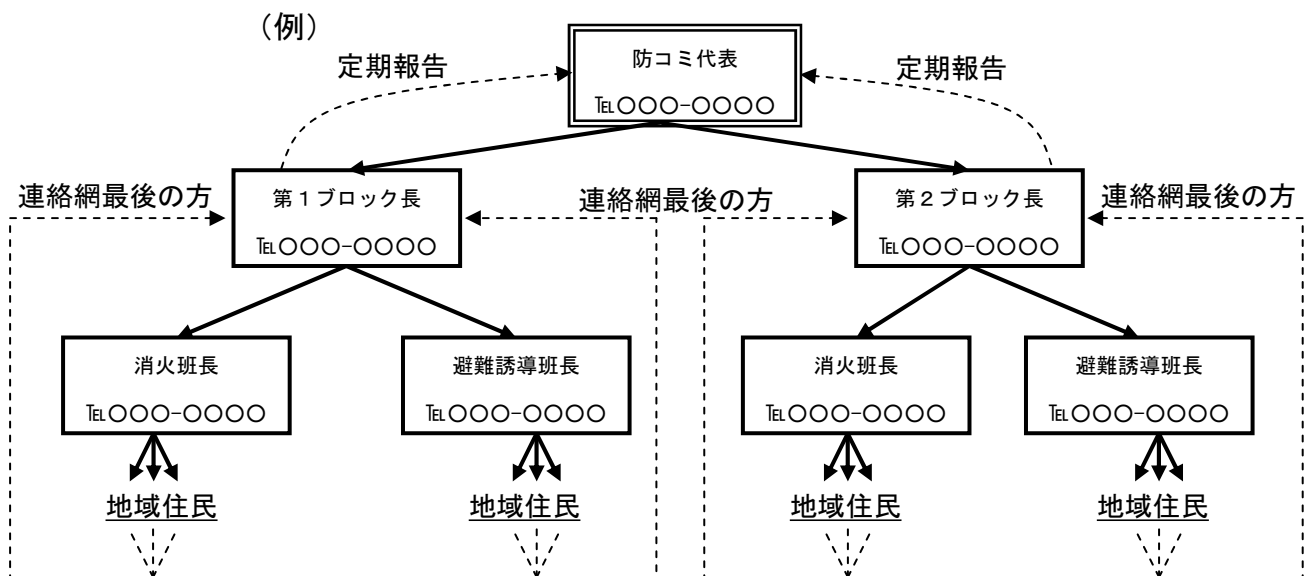 （例）
防コミ代表
℡○○○-○○○○
定期報告
定期報告
連絡網最後の方
第１ブロック長
℡○○○-○○○○
連絡網最後の方
第２ブロック長
℡○○○-○○○○
連絡網最後の方
消火班長
℡○○○-○○○○
避難誘導班長
℡○○○-○○○○
消火班長
℡○○○-○○○○
避難誘導班長
℡○○○-○○○○
地域住民
地域住民
地域住民
地域住民